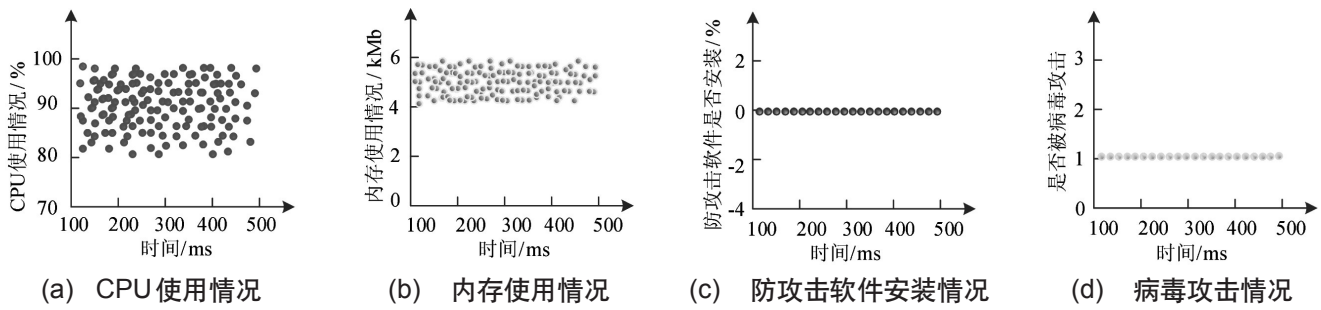 CPU使用情况/%
100
90
80
70
100 200 300 400 500
时间/ms
(a) CPU使用情况
内存使用情况/kMb
6
4
2
0
100 200 300 400 500
时间/ms
(b) 内存使用情况
防攻击软件是否安装/%
2
0
-2
-4
100 200 300 400 500
时间/ms
(c) 防攻击软件安装情况
是否被病毒攻击
3
2
1
0
100 200 300 400 500
时间/ms
(d) 病毒攻击情况